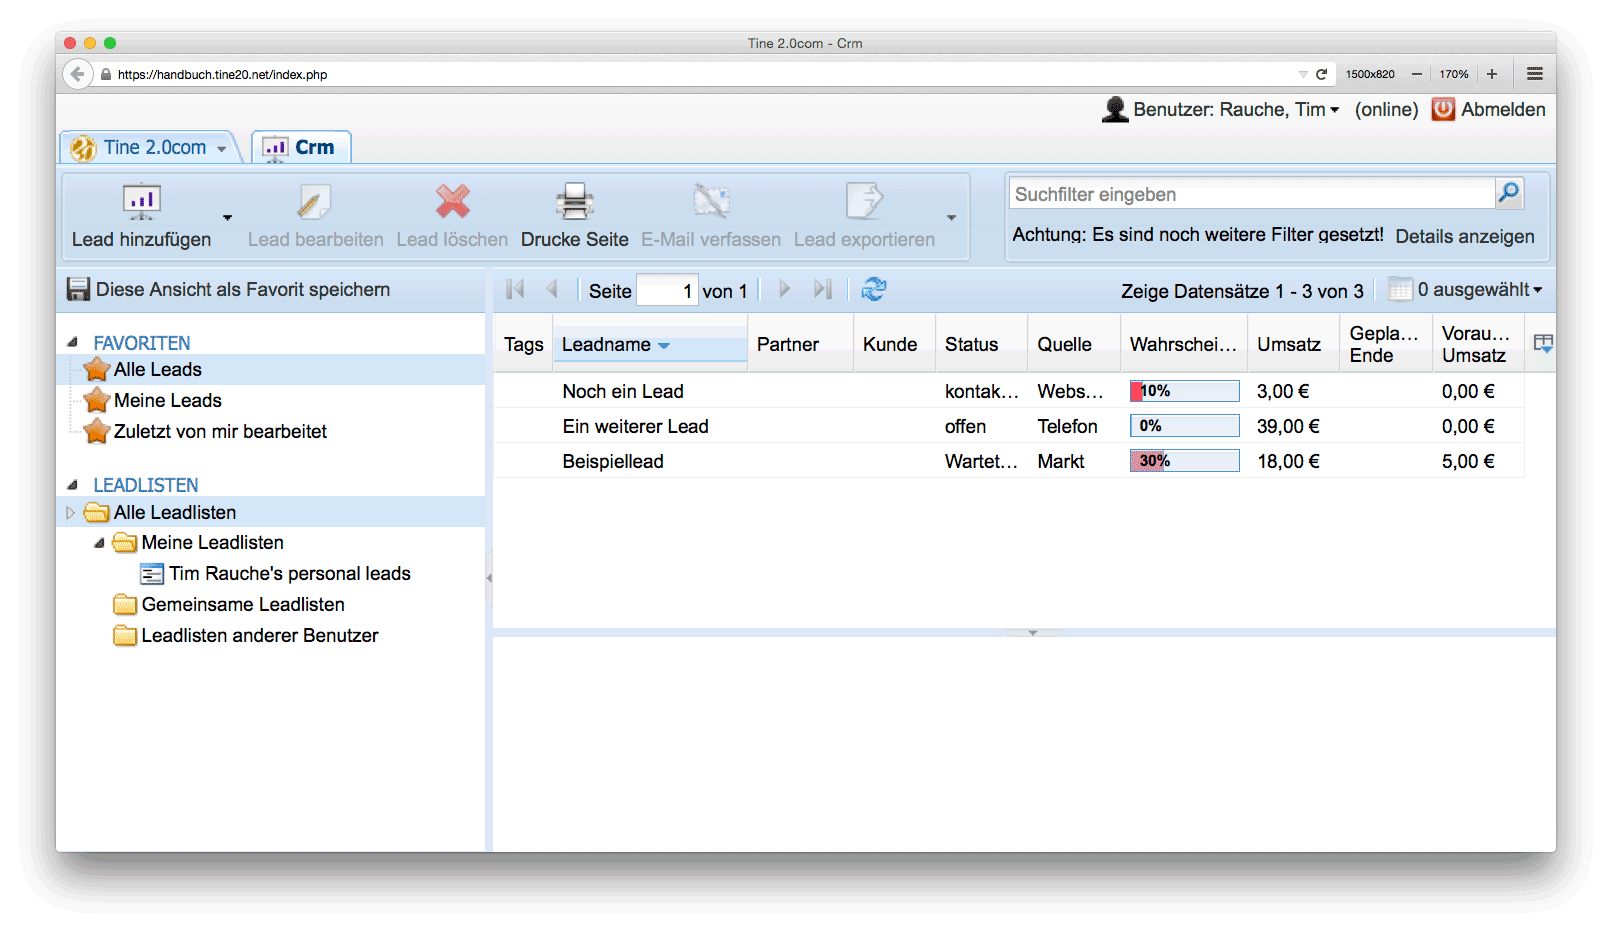 Tine 2.0com - Crm
https://handbuch.tine20.net/index.php 1500x820 170%
Benutzer: Rauche, Tim (online) Abmelden
Tine 2.0com Crm
Lead hinzufügen Lead bearbeiten Lead löschen Drucke Seite E-Mail verfassen Lead exportieren
Suchfilter eingeben
Achtung: Es sind noch weitere Filter gesetzt! Details anzeigen
Diese Ansicht als Favorit speichern
FAVORITEN
Alle Leads
Meine Leads
Zuletzt von mir bearbeitet
LEADLISTEN
Alle Leadlisten
Meine Leadlisten
Tim Rauche's personal leads
Gemeinsame Leadlisten
Leadlisten anderer Benutzer
Seite 1 von 1 Zeige Datensätze 1 - 3 von 3 0 ausgewählt
Tags Leadname Partner Kunde Status Quelle Wahrschei... Umsatz Gepla... Ende Vorau... Umsatz
Noch ein Lead kontak... Webs... 10% 3,00 € 0,00 €
Ein weiterer Lead offen Telefon 0% 39,00 € 0,00 €
Beispiellead Wartet... Markt 30% 18,00 € 5,00 €